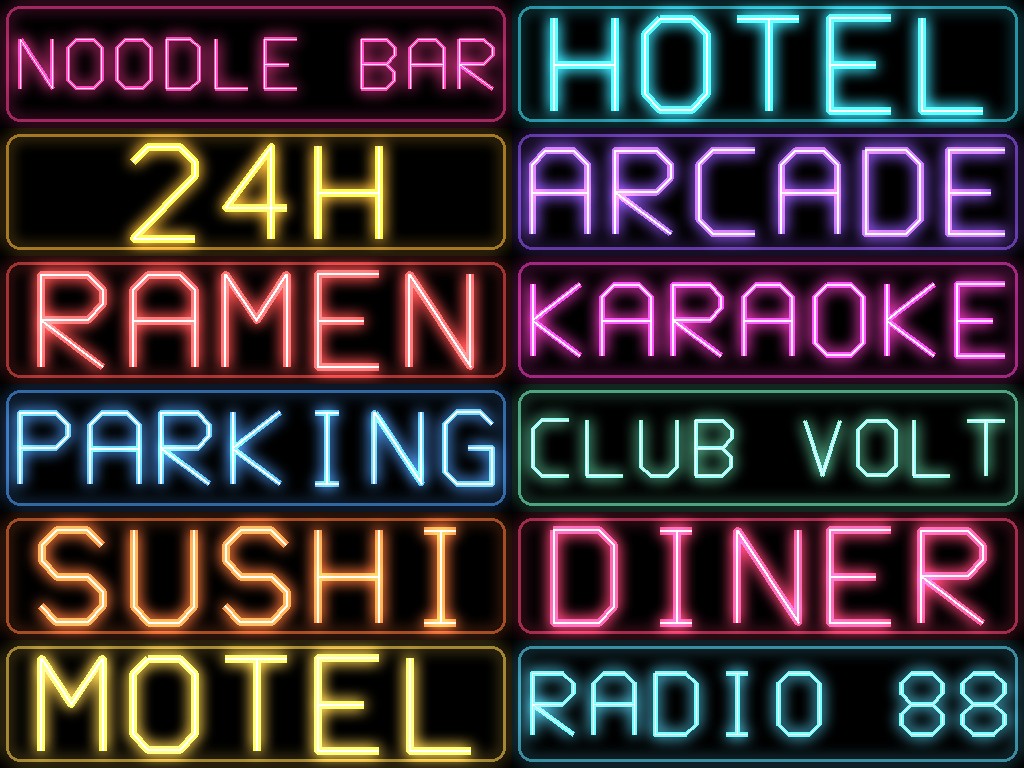 NOODLE BAR
HOTEL
24H
ARCADE
RAMEN
KARAOKE
PARKING
CLUB VOLT
SUSHI
DINER
MOTEL
RADIO 88